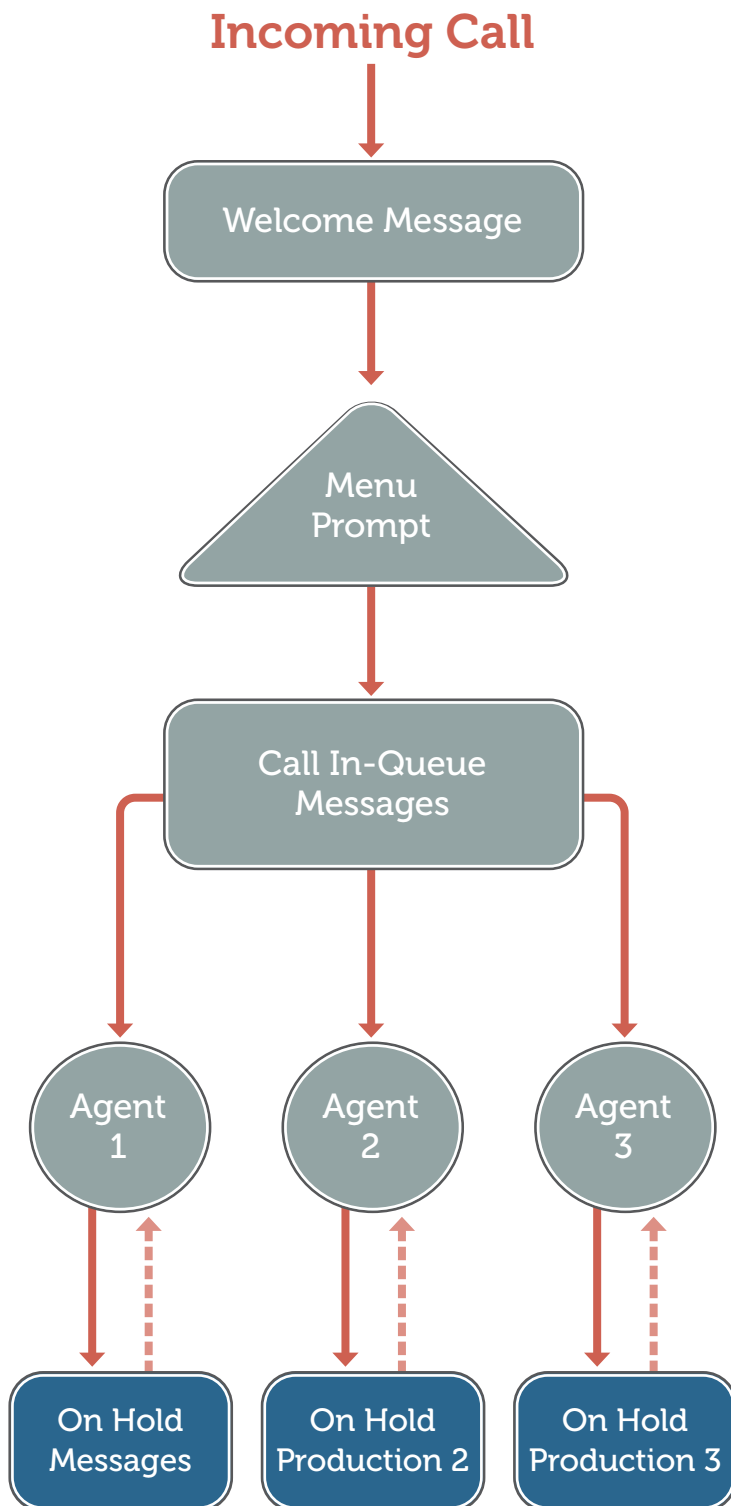 Incoming Call
Welcome Message
Menu
Prompt
Call In-Queue
Messages
Agent
1
Agent
2
Agent
3
On Hold
Messages
On Hold
Production 2
On Hold
Production 3